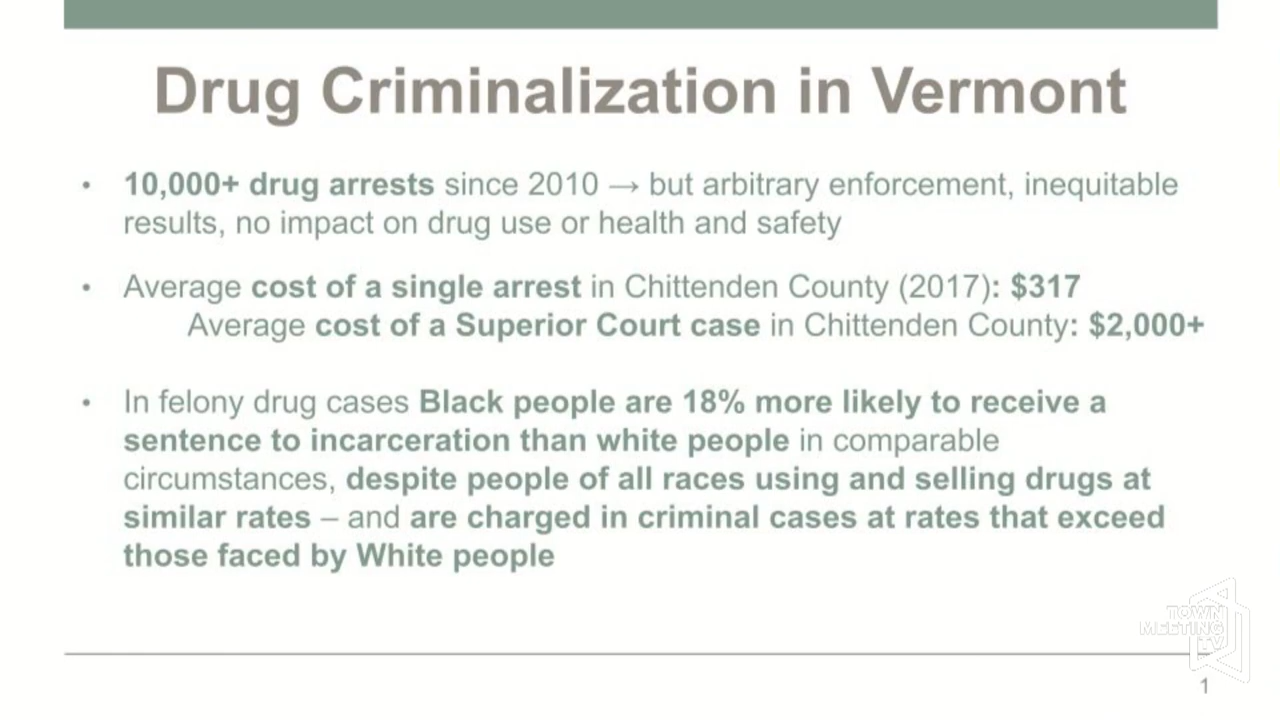 Drug Criminalization in Vermont
• 10,000+ drug arrests since 2010 → but arbitrary enforcement, inequitable
results, no impact on drug use or health and safety
• Average cost of a single arrest in Chittenden County (2017): $317
Average cost of a Superior Court case in Chittenden County: $2,000+
• In felony drug cases Black people are 18% more likely to receive a
sentence to incarceration than white people in comparable
circumstances, despite people of all races using and selling drugs at
similar rates – and are charged in criminal cases at rates that exceed
those faced by White people
TOWN
MEETING
TV
1